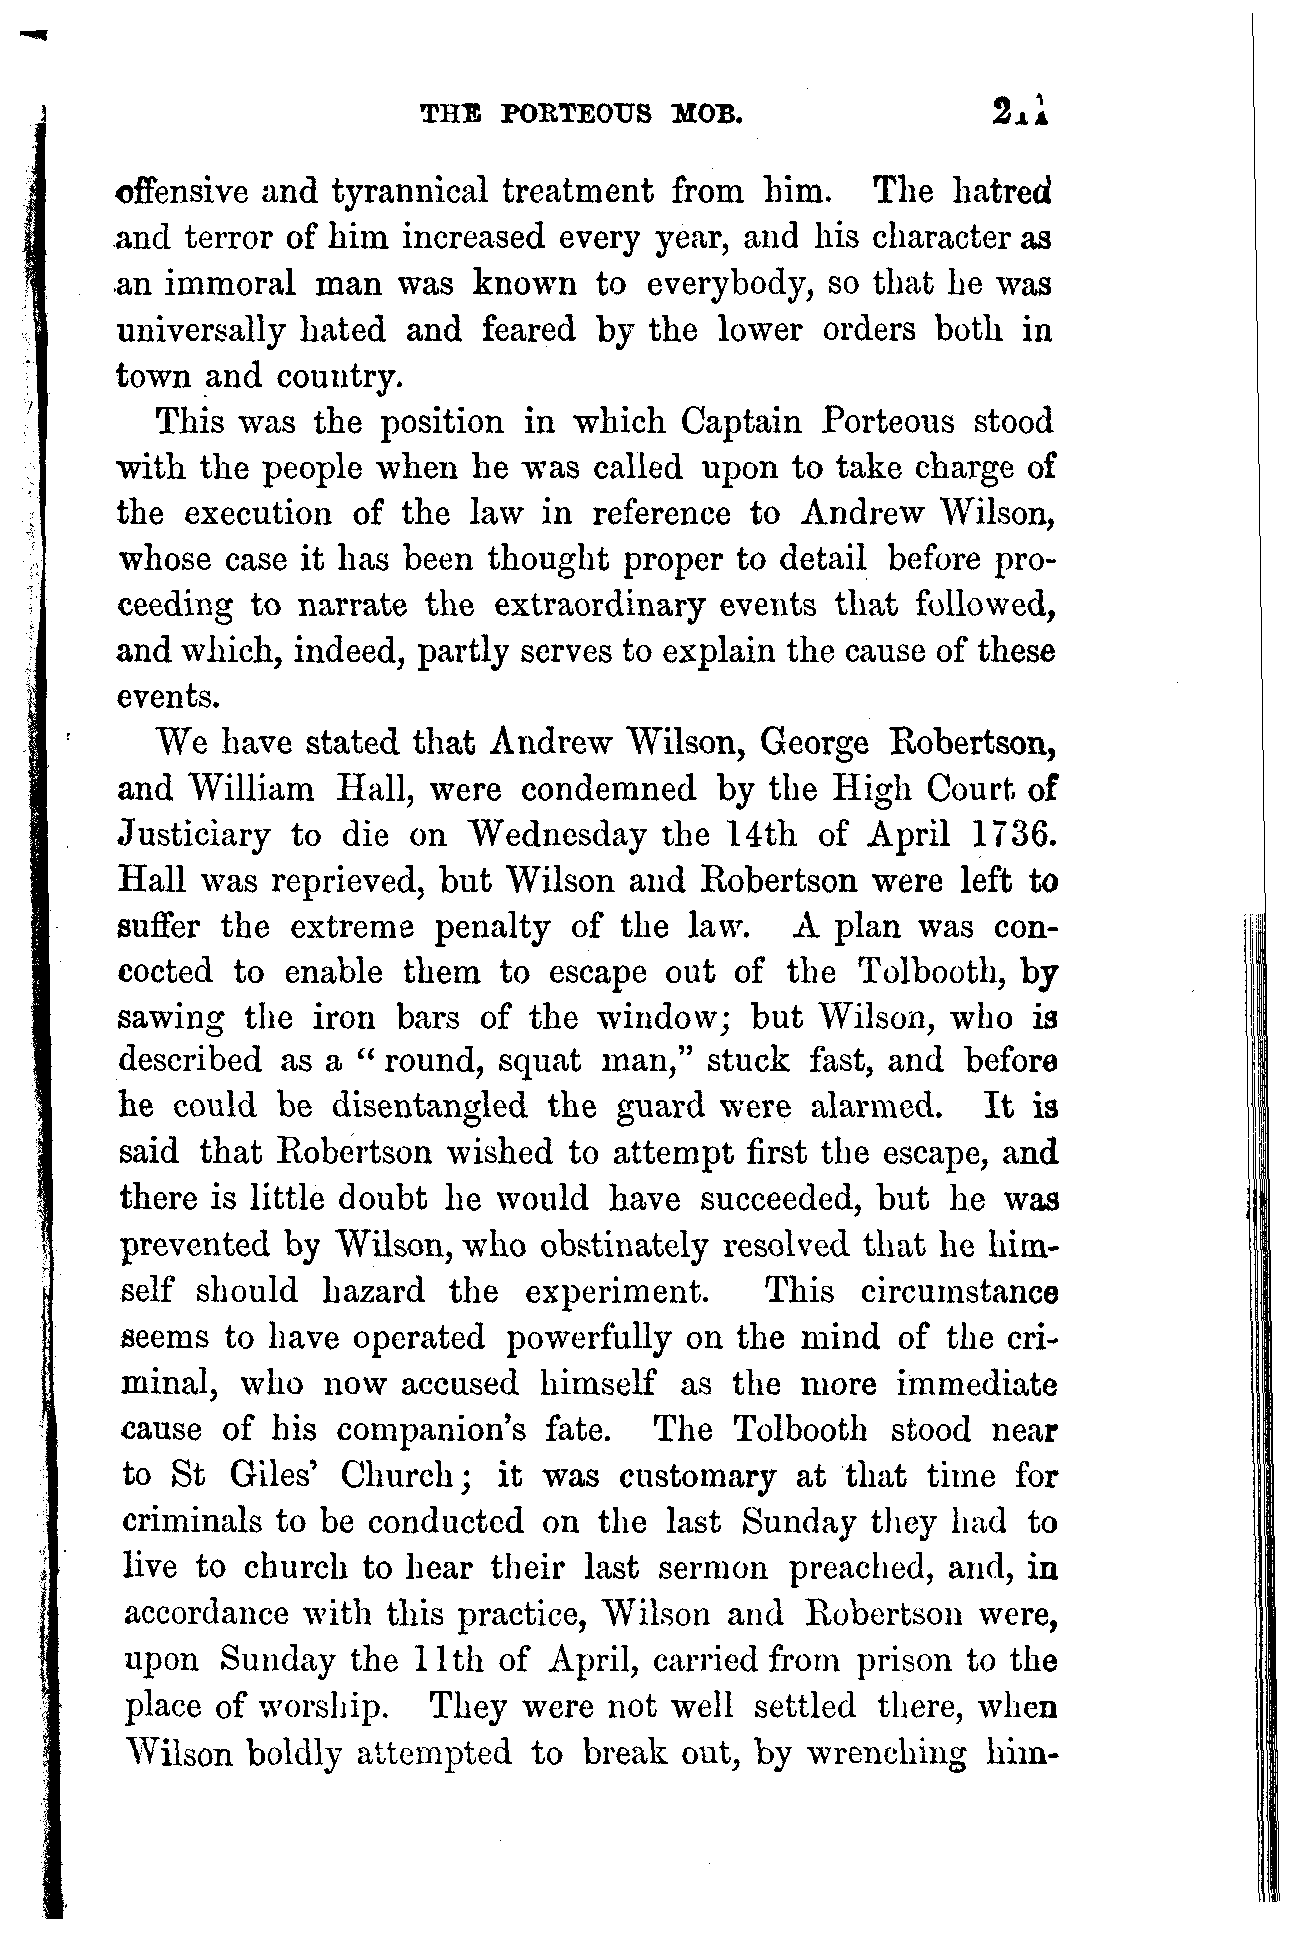 THE PORTEOUS MOB.
offensive and tyrannical treatment from him. The hatred
and terror of him increased every year, and his character as
an immoral man was known to everybody, so that he was
universally hated and feared by the lower orders both in
town and country.
This was the position in which Captain Porteous stood
with the people when he was called upon to take charge of
the execution of the law in reference to Andrew Wilson,
whose case it has been thought proper to detail before pro-
ceeding to narrate the extraordinary events that followed,
and which, indeed, partly serves to explain the cause of these
events.
We have stated that Andrew Wilson, George Robertson,
and William Hall, were condemned by the High Court of
Justiciary to die on Wednesday the 14th of April 1736.
Hall was reprieved, but Wilson and Robertson were left to
suffer the extreme penalty of the law. A plan was con-
cocted to enable them to escape out of the Tolbooth, by
sawing the iron bars of the window; but Wilson, who is
described as a “ round, squat man,” stuck fast, and before
he could be disentangled the guard were alarmed. It is
said that Robertson wished to attempt first the escape, and
there is little doubt he would have succeeded, but he was
prevented by Wilson, who obstinately resolved that he him-
self should hazard the experiment. This circumstance
seems to have operated powerfully on the mind of the cri-
minal, who now accused himself as the more immediate
cause of his companion’s fate. The Tolbooth stood near
to St Giles’ Church; it was customary at that time for
criminals to be conducted on the last Sunday they had to
live to church to hear their last sermon preached, and, in
accordance with this practice, Wilson and Robertson were,
upon Sunday the 11th of April, carried from prison to the
place of worship. They were not well settled there, when
Wilson boldly attempted to break out, by wrenching him-